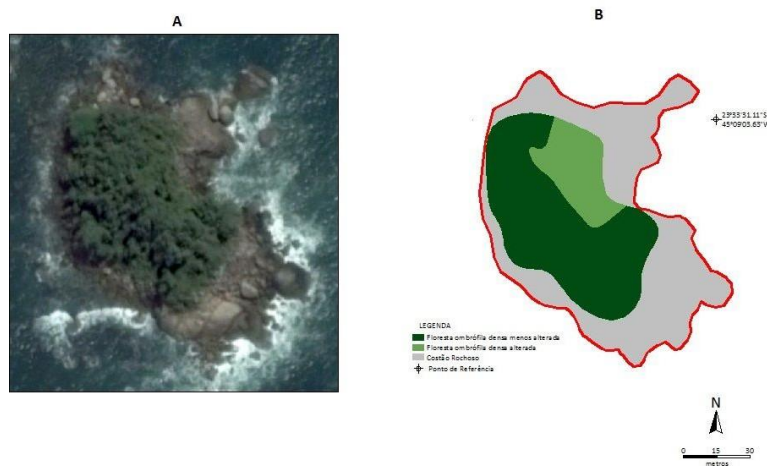 A
B
23°33'31.11"S
45°09'03.63"V
LEGENDA
Floresta ombrófila densa menos alterada
Floresta ombrófila densa alterada
Costão Rochoso
Ponto de Referência
N
0 15 30
metros